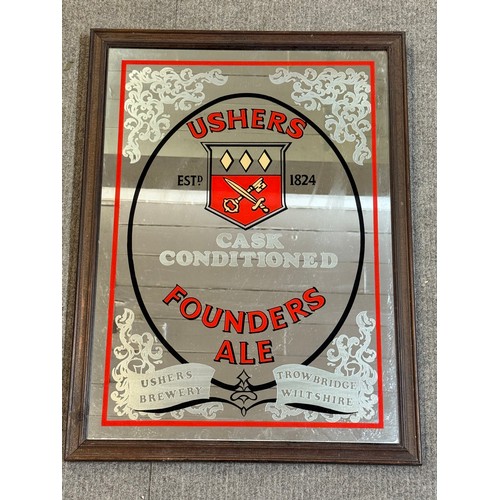 USHERS
ESTD 1824
CASK
CONDITIONED
FOUNDERS
ALE
USHERS
BREWERY
TROWBRIDGE
WILTSHIRE